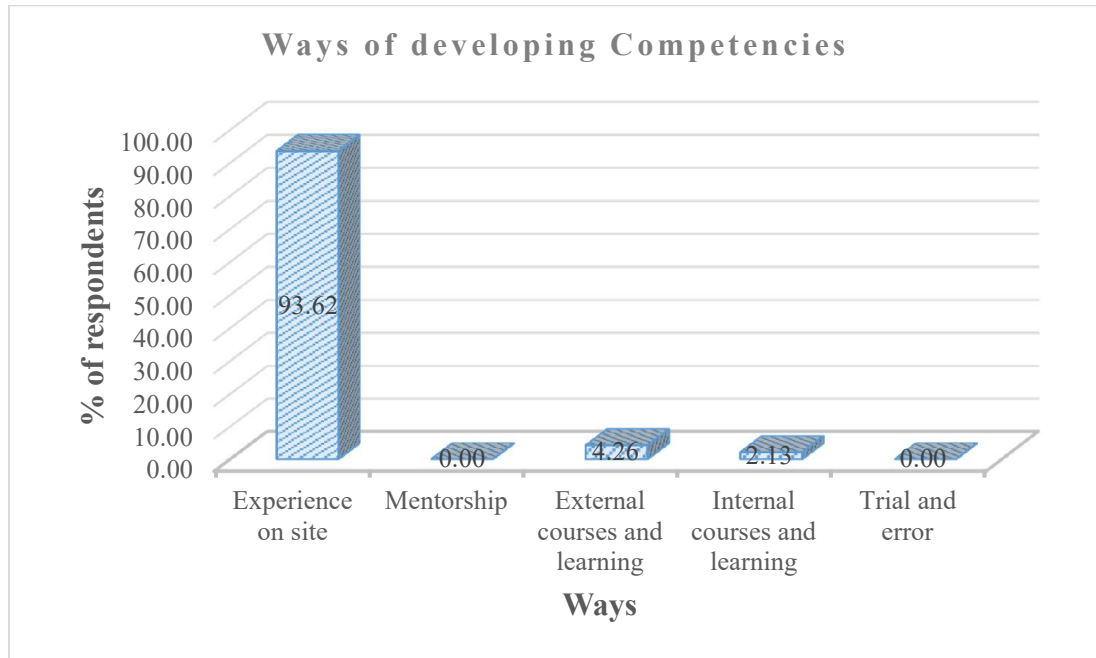 Ways of developing Competencies
% of respondents
100.00
90.00
80.00
70.00
60.00
50.00
40.00
30.00
20.00
10.00
0.00
93.62
0.00
4.26
2.13
0.00
Experience
on site
Mentorship
External
courses and
learning
Internal
courses and
learning
Trial and
error
Ways